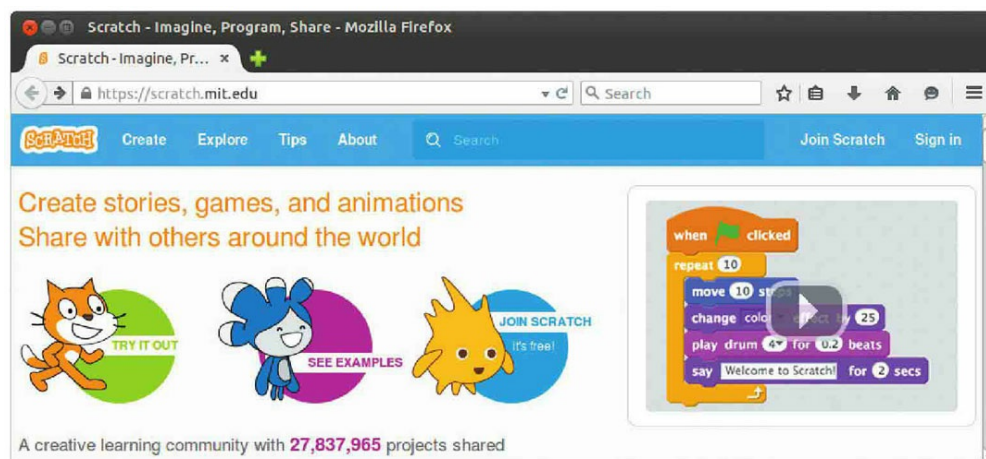 Scratch - Imagine, Program, Share - Mozilla Firefox
Scratch - Imagine, Pr...
https://scratch.mit.edu
Search
SCRATCH Create Explore Tips About Search Join Scratch Sign in
Create stories, games, and animations
Share with others around the world
TRY IT OUT
SEE EXAMPLES
JOIN SCRATCH
it's free!
when clicked
repeat 10
move 10 steps
change color effect by 25
play drum 4 for 0.2 beats
say Welcome to Scratch! for 2 secs
A creative learning community with 27,837,965 projects shared